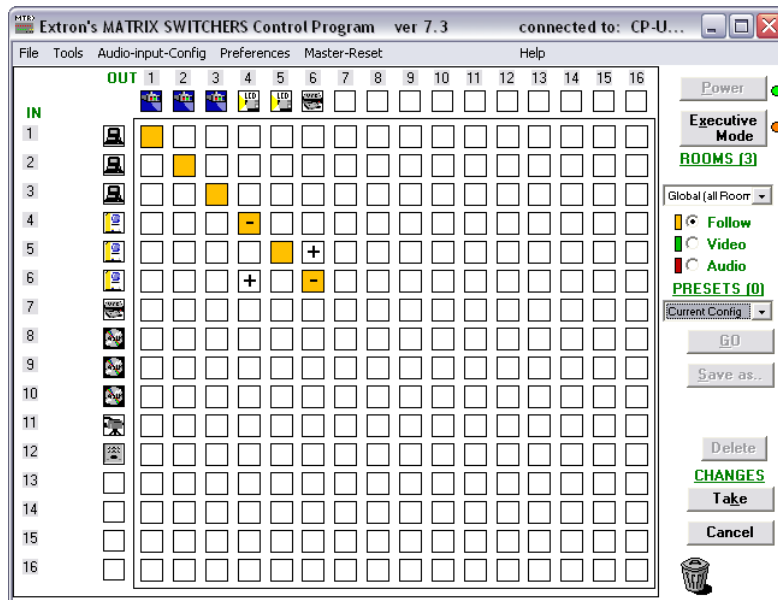 Extron's MATRIX SWITCHERS Control Program ver 7.3 connected to: CP-U...
File Tools Audio-input-Config Preferences Master-Reset Help
OUT 1 2 3 4 5 6 7 8 9 10 11 12 13 14 15 16
LCD LCD
IN
1
2
3
4 -
5 +
6 + -
7
8
9
10
11
12
13
14
15
16
Power
Executive
Mode
ROOMS (3)
Global (all Roorr
Follow
Video
Audio
PRESETS (0)
Current Config
GO
Save as..
Delete
CHANGES
Take
Cancel